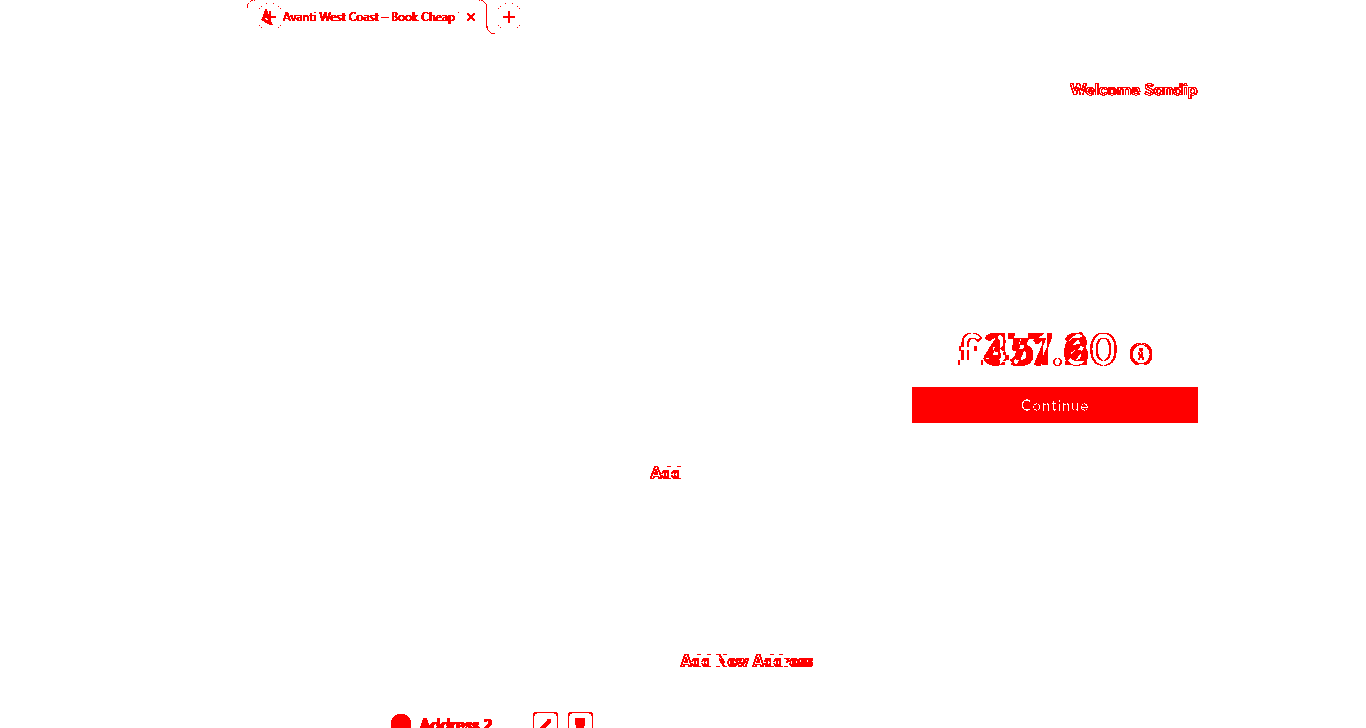 Avanti West Coast – Book Cheap
Welcome Sandip
Continue
Add
Add New Address
Address 2